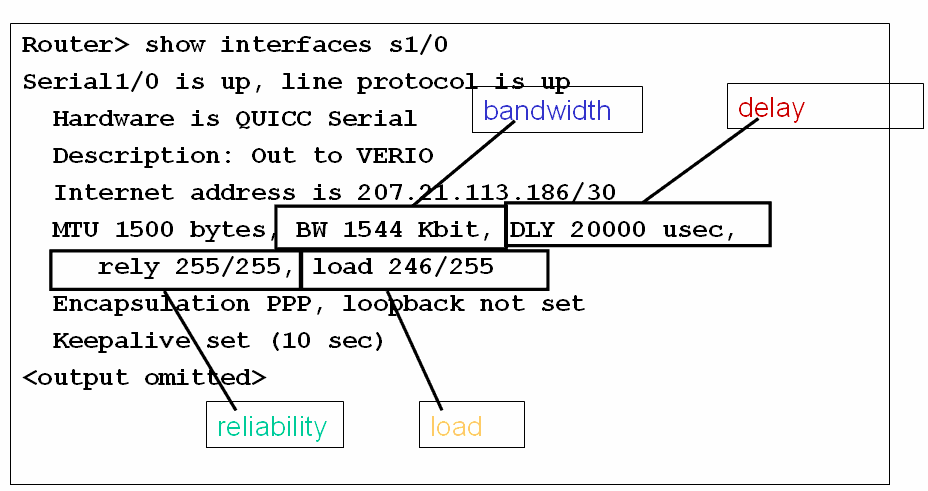 Router> show interfaces s1/0
Serial1/0 is up, line protocol is up
bandwidth
delay
Hardware is QUICC Serial
Description: Out to VERIO
Internet address is 207.21.113.186/30
MTU 1500 bytes, BW 1544 Kbit, DLY 20000 usec,
rely 255/255, load 246/255
Encapsulation PPP, loopback not set
Keepalive set (10 sec)
<output omitted>
reliability
load